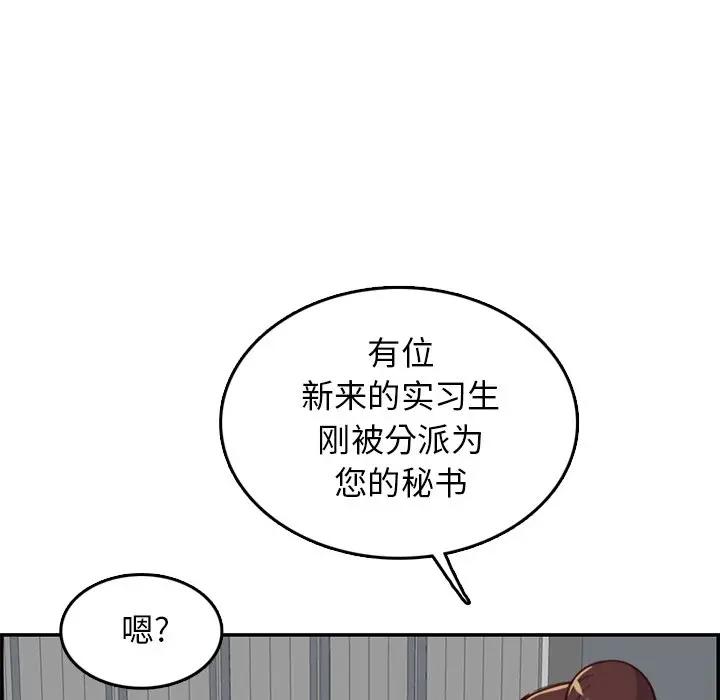 有位
新来的实习生
刚被分派为
您的秘书
嗯?